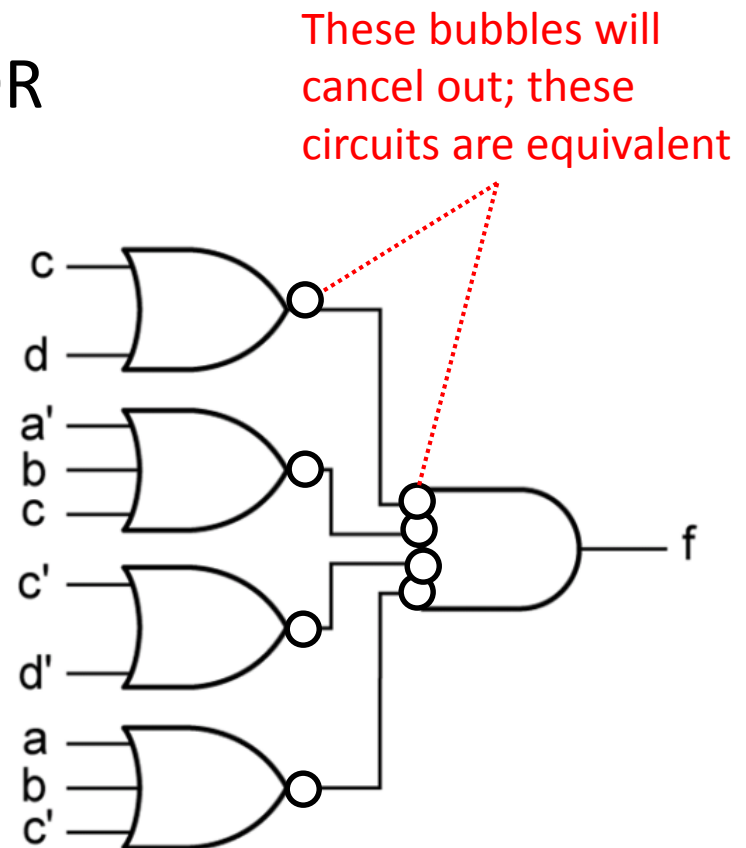 These bubbles will
cancel out; these
circuits are equivalent
R
c
d
a'
b
c
c'
d'
a
b
c'
f